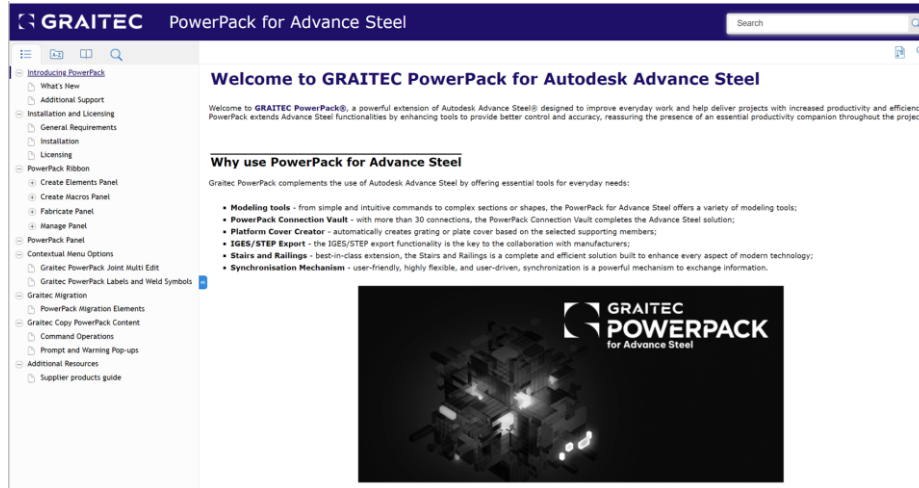 GRAITEC PowerPack for Advance Steel
Search
A-Z
Introducing PowerPack
What's New
Additional Support
Installation and Licensing
General Requirements
Installation
Licensing
PowerPack Ribbon
Create Elements Panel
Create Macros Panel
Fabricate Panel
Manage Panel
PowerPack Panel
Contextual Menu Options
Graitec PowerPack Joint Multi Edit
Graitec PowerPack Labels and Weld Symbols
Graitec Migration
PowerPack Migration Elements
Graitec Copy PowerPack Content
Command Operations
Prompt and Warning Pop-ups
Additional Resources
Supplier products guide
Welcome to GRAITEC PowerPack for Autodesk Advance Steel
Welcome to GRAITEC PowerPack®, a powerful extension of Autodesk Advance Steel® designed to improve everyday work and help deliver projects with increased productivity and efficienc
PowerPack extends Advance Steel functionalities by enhancing tools to provide better control and accuracy, reassuring the presence of an essential productivity companion throughout the projec
Why use PowerPack for Advance Steel
Graitec PowerPack complements the use of Autodesk Advance Steel by offering essential tools for everyday needs:
▪ Modeling tools - from simple and intuitive commands to complex sections or shapes, the PowerPack for Advance Steel offers a variety of modeling tools;
▪ PowerPack Connection Vault - with more than 30 connections, the PowerPack Connection Vault completes the Advance Steel solution;
▪ Platform Cover Creator - automatically creates grating or plate cover based on the selected supporting members;
▪ IGES/STEP Export - the IGES/STEP export functionality is the key to the collaboration with manufacturers;
▪ Stairs and Railings - best-in-class extension, the Stairs and Railings is a complete and efficient solution built to enhance every aspect of modern technology;
▪ Synchronisation Mechanism - user-friendly, highly flexible, and user-driven, synchronization is a powerful mechanism to exchange information.
GRAITEC
POWERPACK
for Advance Steel